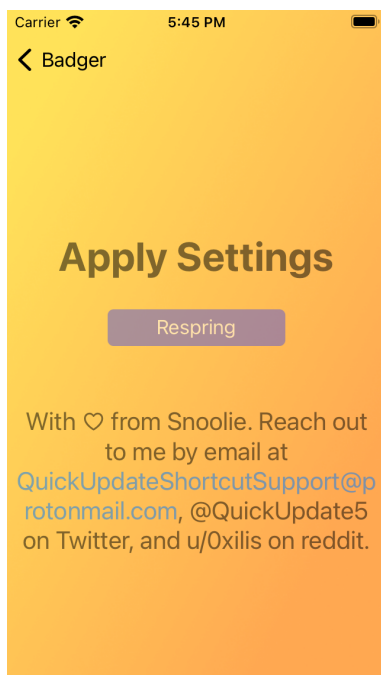 Carrier 5:45 PM
Badger
Apply Settings
Respring
With ♡ from Snoolie. Reach out
to me by email at
QuickUpdateShortcutSupport@p
rotonmail.com, @QuickUpdate5
on Twitter, and u/0xilis on reddit.